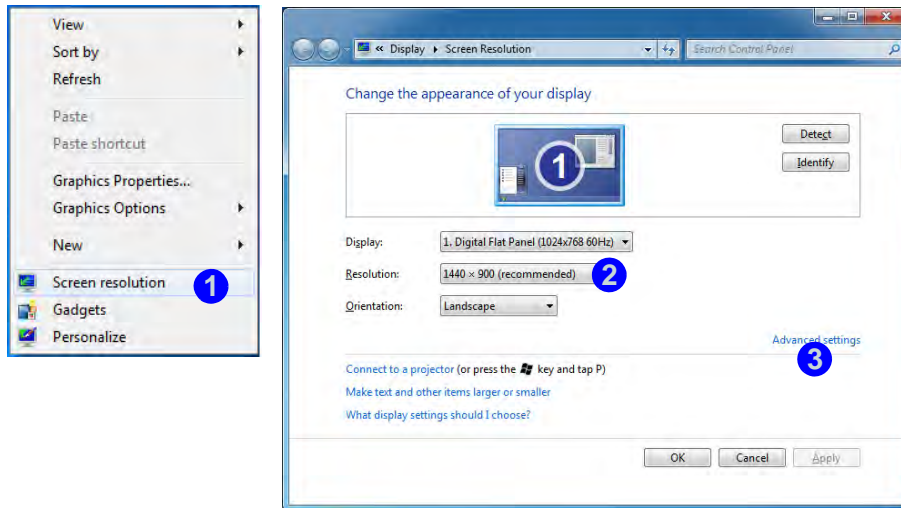 View
Sort by
Refresh
Paste
Paste shortcut
Graphics Properties...
Graphics Options
New
Screen resolution 1
Gadgets
Personalize
« Display Screen Resolution Search Control Panel
Change the appearance of your display
1
Detect
Identify
Display: 1. Digital Flat Panel (1024x768 60Hz)
Resolution: 1440 × 900 (recommended) 2
Orientation: Landscape
Advanced settings
3
Connect to a projector (or press the key and tap P)
Make text and other items larger or smaller
What display settings should I choose?
OK Cancel Apply